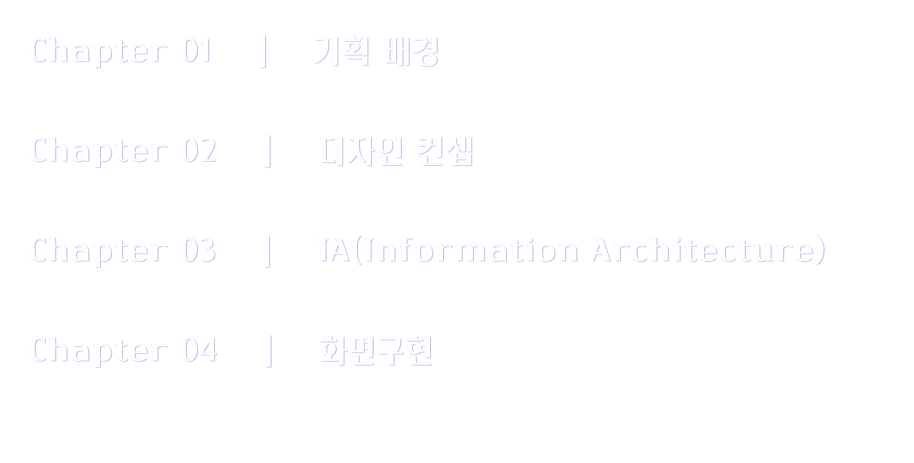 Chapter 01 | 기획 배경
Chapter 02 | 디자인 컨셉
Chapter 03 | IA(Information Architecture)
Chapter 04 | 화면구현